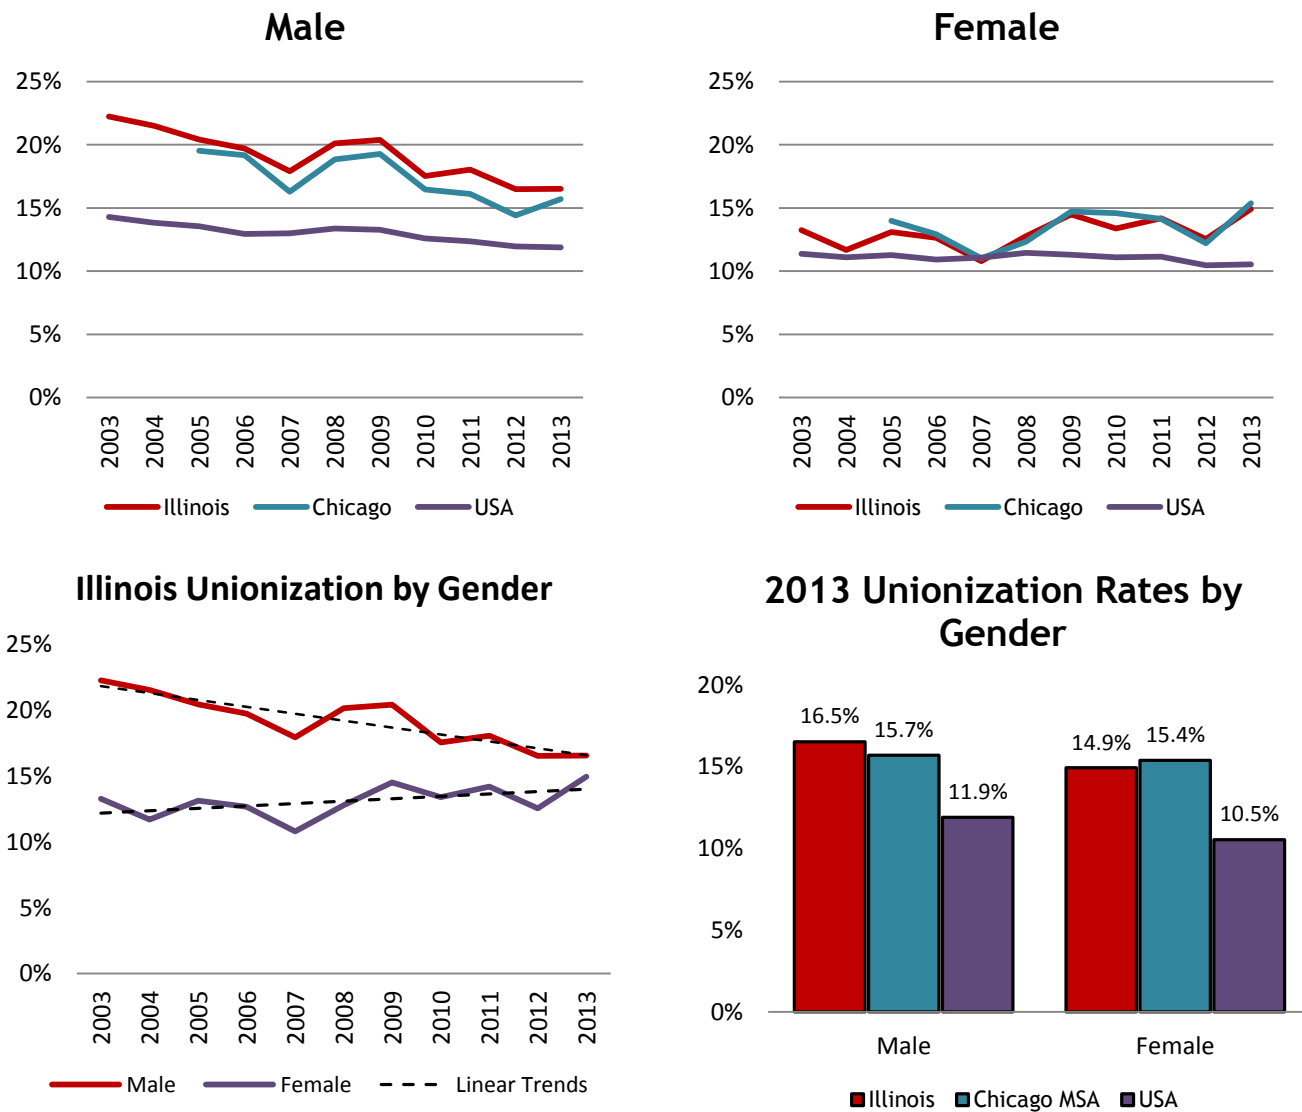 Male
25%
20%
15%
10%
5%
0%
2003 2004 2005 2006 2007 2008 2009 2010 2011 2012 2013
Illinois Chicago USA
Female
25%
20%
15%
10%
5%
0%
2003 2004 2005 2006 2007 2008 2009 2010 2011 2012 2013
Illinois Chicago USA
Illinois Unionization by Gender
25%
20%
15%
10%
5%
0%
2003 2004 2005 2006 2007 2008 2009 2010 2011 2012 2013
Male Female Linear Trends
2013 Unionization Rates by
Gender
20%
15%
10%
5%
0%
16.5% 15.7% 11.9% 14.9% 15.4% 10.5%
Male Female
Illinois Chicago MSA USA